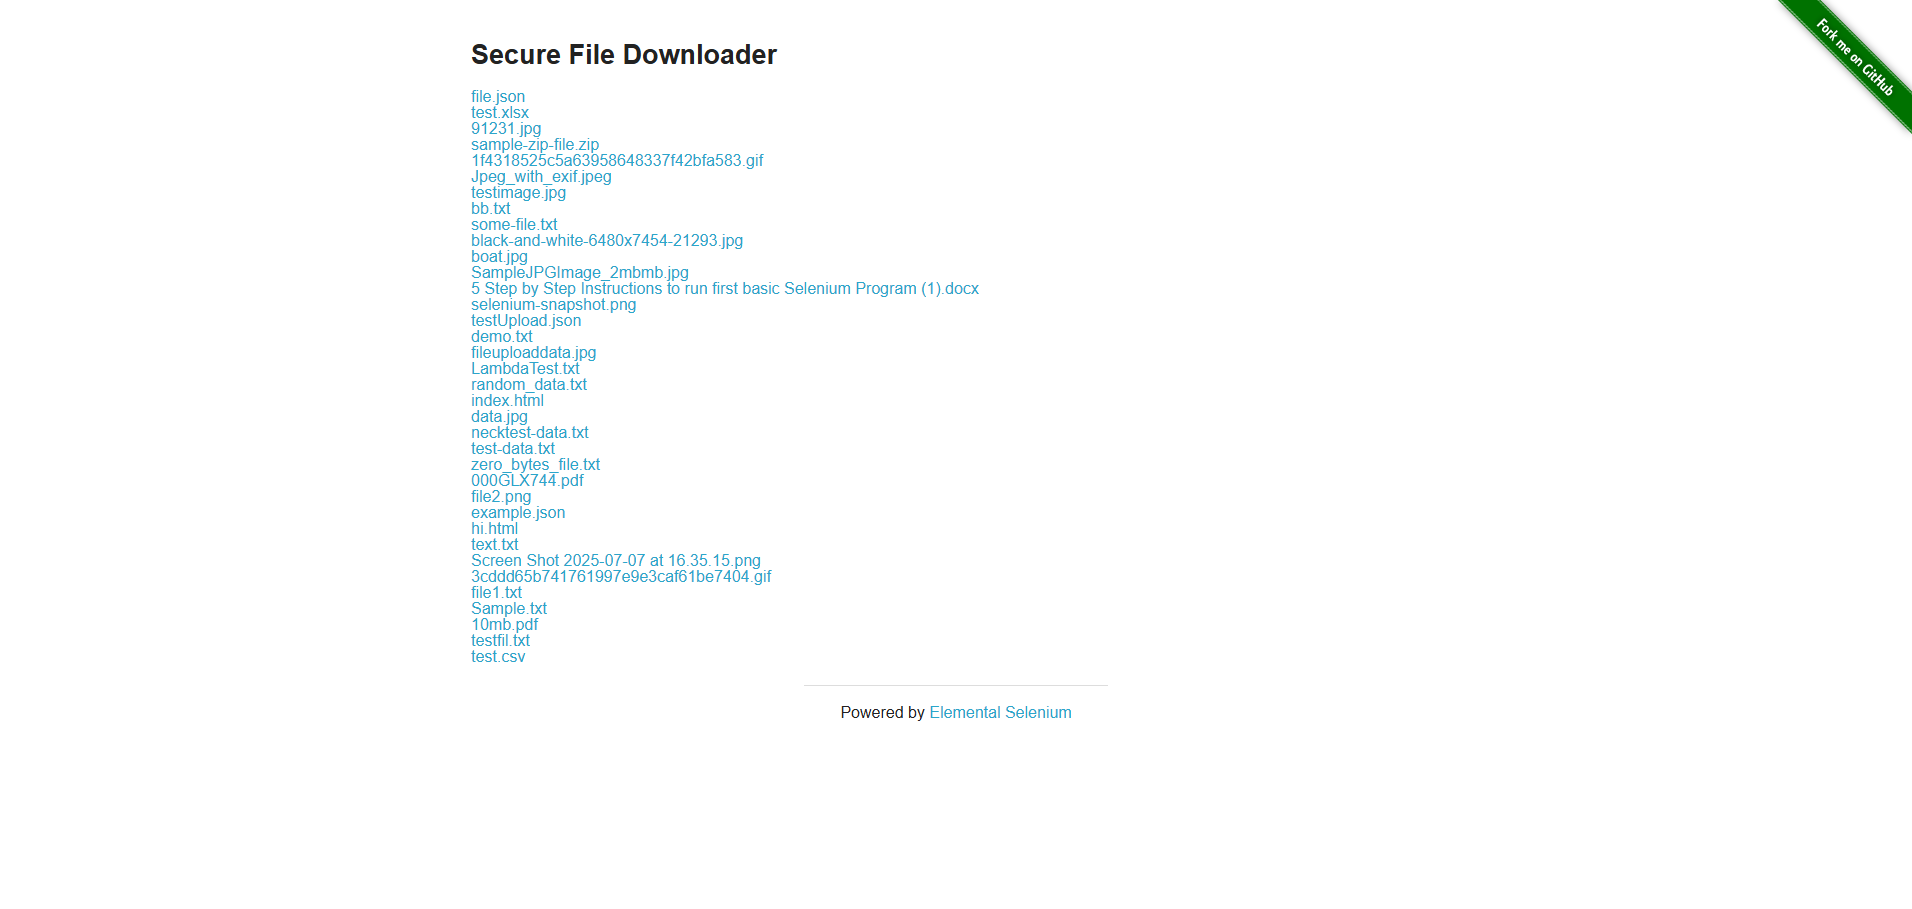 Secure File Downloader
Fork me on GitHub
file.json
test.xlsx
91231.jpg
sample-zip-file.zip
1f4318525c5a63958648337f42bfa583.gif
Jpeg_with_exif.jpeg
testimage.jpg
bb.txt
some-file.txt
black-and-white-6480x7454-21293.jpg
boat.jpg
SampleJPGImage_2mbmb.jpg
5 Step by Step Instructions to run first basic Selenium Program (1).docx
selenium-snapshot.png
testUpload.json
demo.txt
fileuploaddata.jpg
LambdaTest.txt
random_data.txt
index.html
data.jpg
necktest-data.txt
test-data.txt
zero_bytes_file.txt
000GLX744.pdf
file2.png
example.json
hi.html
text.txt
Screen Shot 2025-07-07 at 16.35.15.png
3cddd65b741761997e9e3caf61be7404.gif
file1.txt
Sample.txt
10mb.pdf
testfil.txt
test.csv
Powered by Elemental Selenium